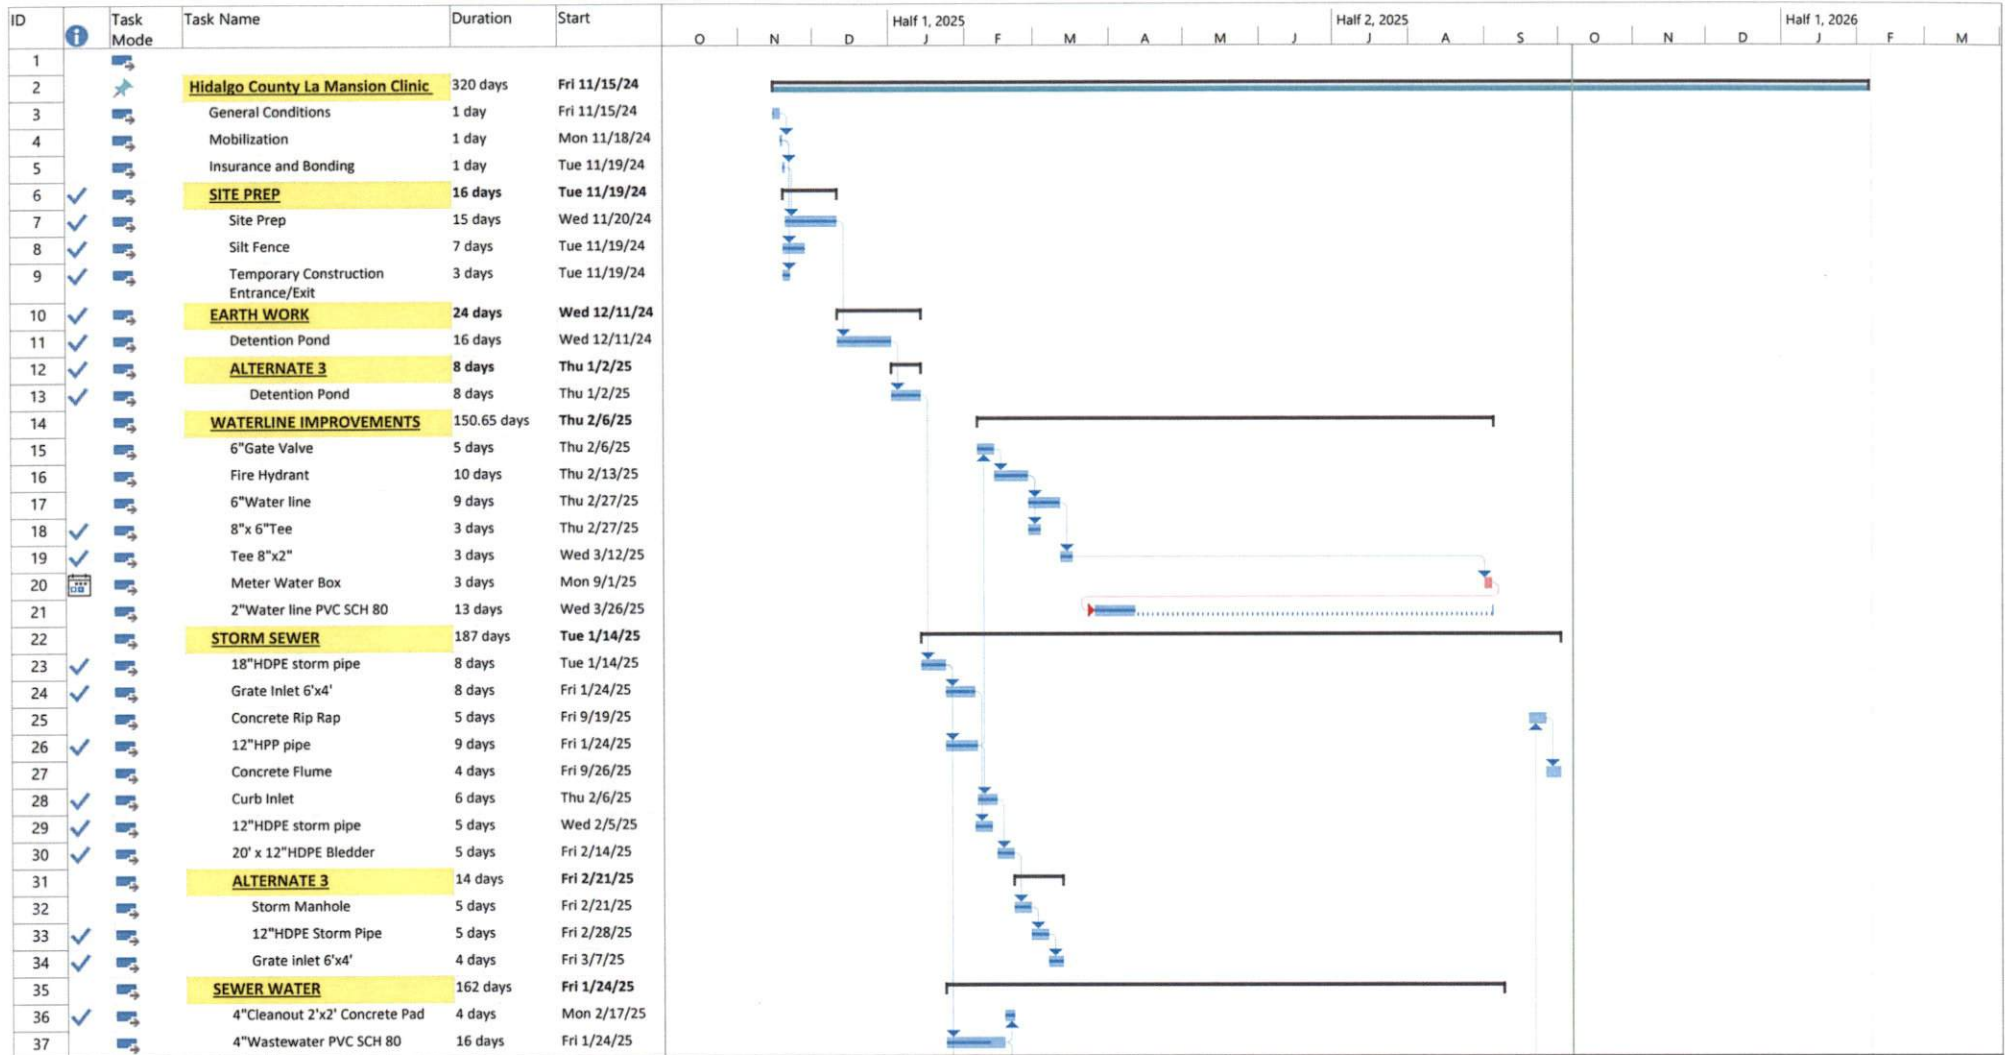 ID Task Mode Task Name Duration Start Half 1, 2025 Half 2, 2025 Half 1, 2026
O N D J F M A M J J A S O N D J F M
1
2 Hidalgo County La Mansion Clinic 320 days Fri 11/15/24
3 General Conditions 1 day Fri 11/15/24
4 Mobilization 1 day Mon 11/18/24
5 Insurance and Bonding 1 day Tue 11/19/24
6 SITE PREP 16 days Tue 11/19/24
7 Site Prep 15 days Wed 11/20/24
8 Silt Fence 7 days Tue 11/19/24
9 Temporary Construction 3 days Tue 11/19/24
Entrance/Exit
10 EARTH WORK 24 days Wed 12/11/24
11 Detention Pond 16 days Wed 12/11/24
12 ALTERNATE 3 8 days Thu 1/2/25
13 Detention Pond 8 days Thu 1/2/25
14 WATERLINE IMPROVEMENTS 150.65 days Thu 2/6/25
15 6"Gate Valve 5 days Thu 2/6/25
16 Fire Hydrant 10 days Thu 2/13/25
17 6"Water line 9 days Thu 2/27/25
18 8"x 6"Tee 3 days Thu 2/27/25
19 Tee 8"x2" 3 days Wed 3/12/25
20 Meter Water Box 3 days Mon 9/1/25
21 2"Water line PVC SCH 80 13 days Wed 3/26/25
22 STORM SEWER 187 days Tue 1/14/25
23 18"HDPE storm pipe 8 days Tue 1/14/25
24 Grate Inlet 6'x4' 8 days Fri 1/24/25
25 Concrete Rip Rap 5 days Fri 9/19/25
26 12"HPP pipe 9 days Fri 1/24/25
27 Concrete Flume 4 days Fri 9/26/25
28 Curb Inlet 6 days Thu 2/6/25
29 12"HDPE storm pipe 5 days Wed 2/5/25
30 20' x 12"HDPE Bledder 5 days Fri 2/14/25
31 ALTERNATE 3 14 days Fri 2/21/25
32 Storm Manhole 5 days Fri 2/21/25
33 12"HDPE Storm Pipe 5 days Fri 2/28/25
34 Grate inlet 6'x4' 4 days Fri 3/7/25
35 SEWER WATER 162 days Fri 1/24/25
36 4"Cleanout 2'x2' Concrete Pad 4 days Mon 2/17/25
37 4"Wastewater PVC SCH 80 16 days Fri 1/24/25